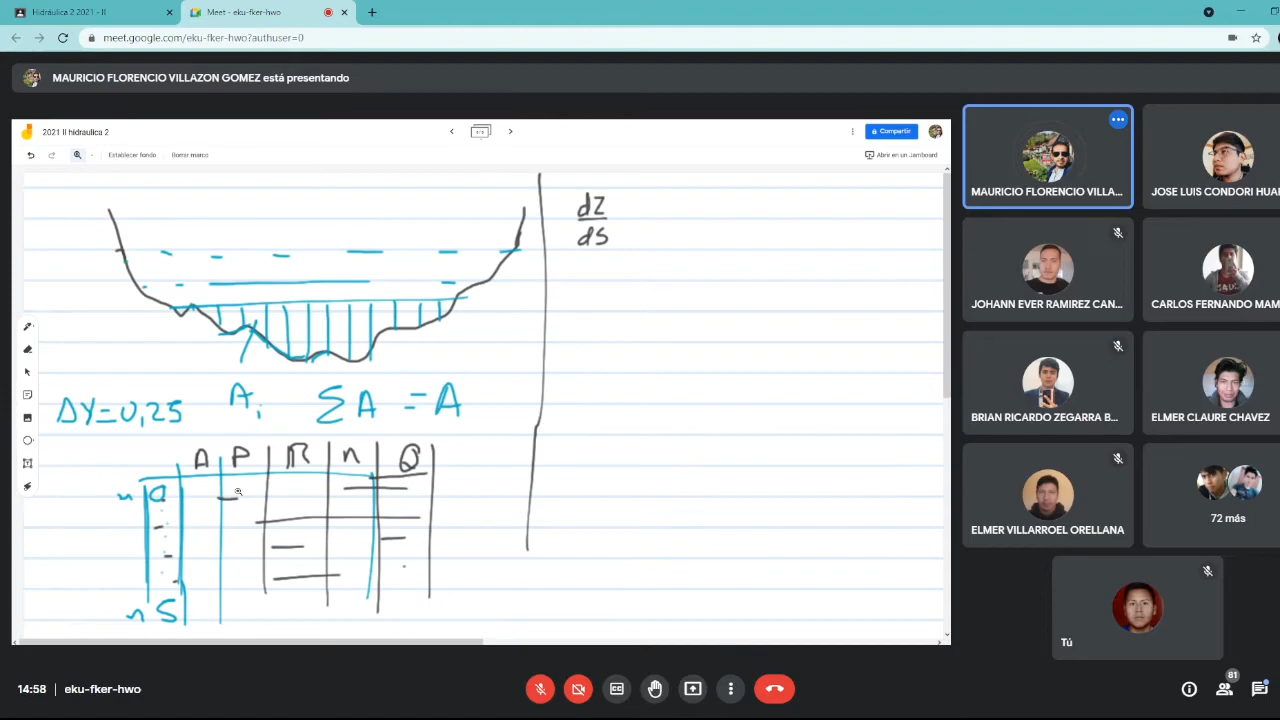 Hidráulica 2 2021 - II
Meet - eku-fker-hwo
meet.google.com/eku-fker-hwo?authuser=0
MAURICIO FLORENCIO VILLAZON GOMEZ está presentando
2021 II hidraulica 2
Compartir
Establecer fondo
Borrar marco
Abrir en un Jamboard
dZ
dS
ΔY=0,25
Ai
ΣA = A
A P R n Q
n 0
n S
MAURICIO FLORENCIO VILLA...
JOSE LUIS CONDORI HUA
JOHANN EVER RAMIREZ CAN...
CARLOS FERNANDO MAM
BRIAN RICARDO ZEGARRA B...
ELMER CLAURE CHAVEZ
ELMER VILLARROEL ORELLANA
72 más
Tú
14:58 | eku-fker-hwo
81